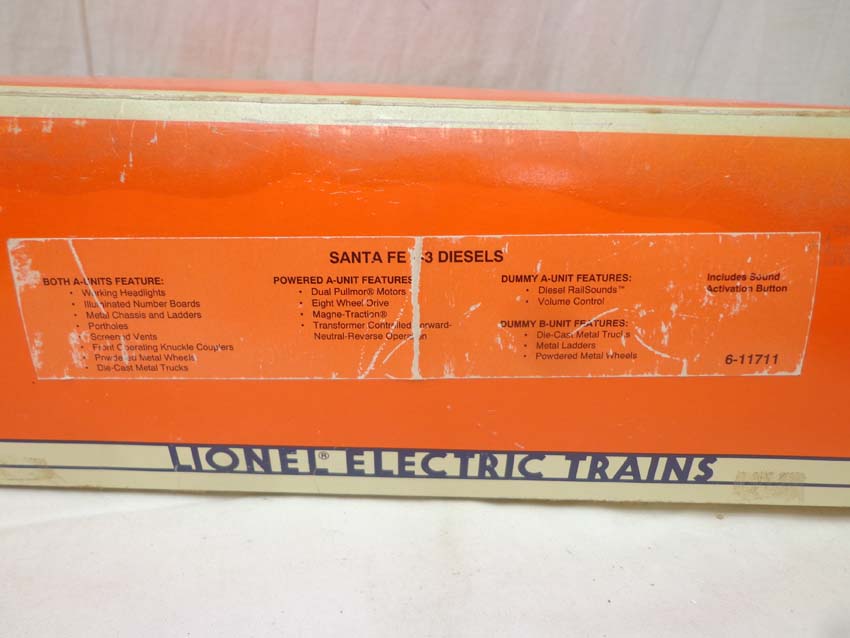 SANTA FE -3 DIESELS
BOTH A-UNITS FEATURE:
• Working Headlights
• Illuminated Number Boards
• Metal Chassis and Ladders
• Portholes
• Screened Vents
• Front Operating Knuckle Couplers
• Powdered Metal Wheels
• Die-Cast Metal Trucks
POWERED A-UNIT FEATURES
• Dual Pullmor® Motors
• Eight Wheel Drive
• Magne-Traction®
• Transformer Controlled Forward-
Neutral-Reverse Operation
DUMMY A-UNIT FEATURES:
• Diesel RailSounds™
• Volume Control
DUMMY B-UNIT FEATURES:
• Die-Cast Metal Trucks
• Metal Ladders
• Powdered Metal Wheels
Includes Sound
Activation Button
6-11711
LIONEL® ELECTRIC TRAINS